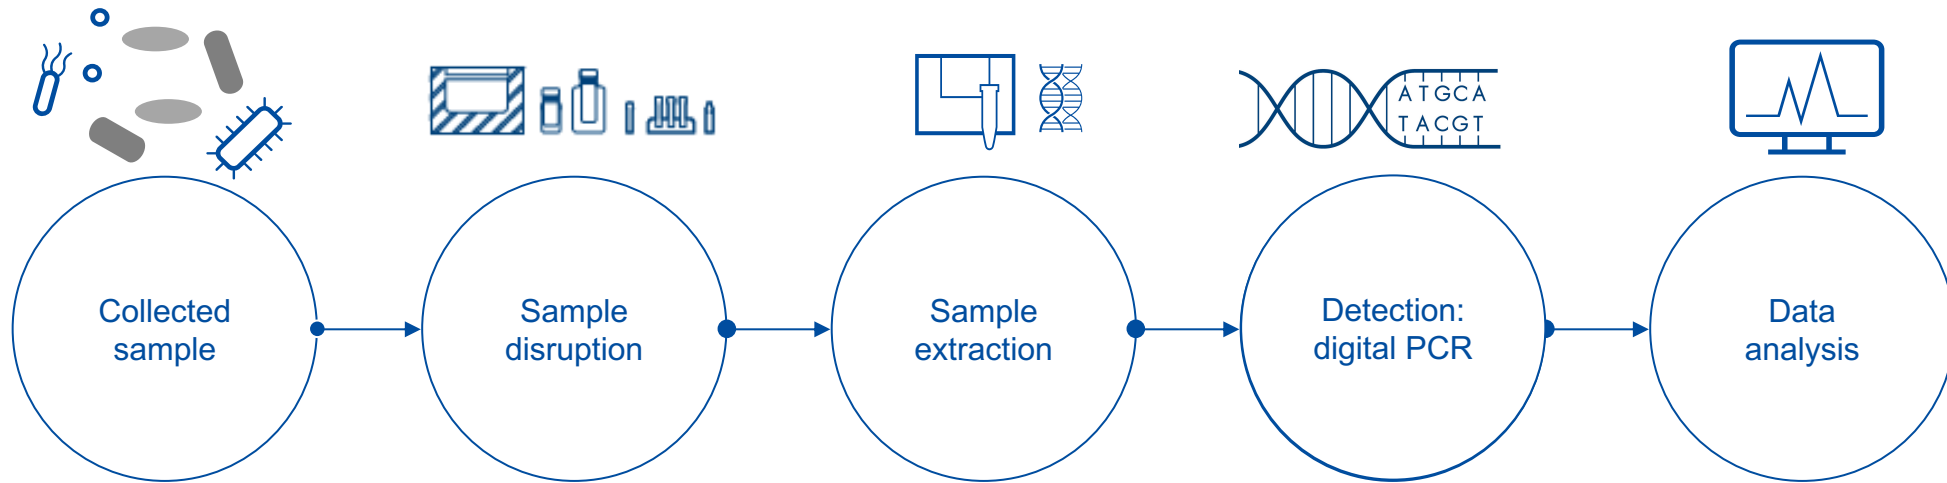 ATGCA
TACGT
Collected
sample
Sample
disruption
Sample
extraction
Detection:
digital PCR
Data
analysis